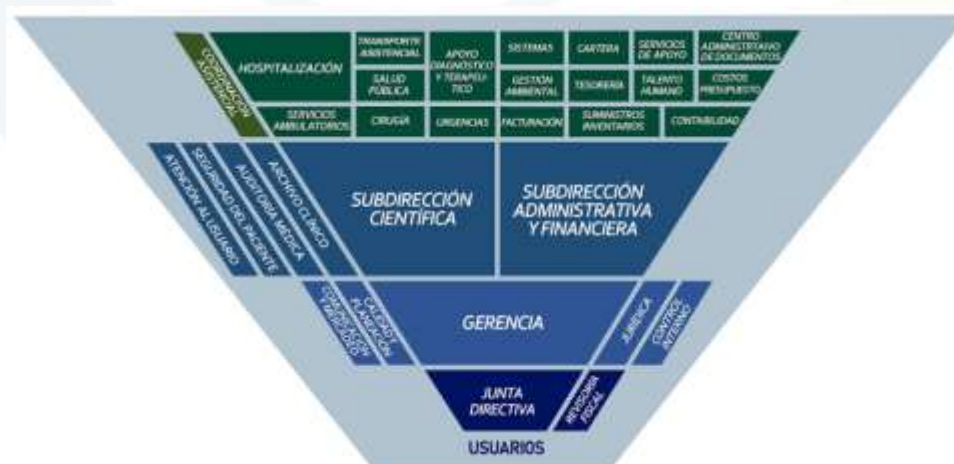 COORDINACIÓN
ASISTENCIAL
HOSPITALIZACIÓN
TRANSPORTE
ASISTENCIAL
SALUD
PÚBLICA
APOYO
DIAGNÓSTICO
Y TERAPEÚ-
TICO
SISTEMAS
GESTIÓN
AMBIENTAL
CARTERA
TESORERÍA
SERVICIOS
DE APOYO
TALENTO
HUMANO
CENTRO
ADMINISTRTAIVO
DE DOCUMENTOS
COSTOS
PRESUPUESTO
SERVICIOS
AMBULATORIOS
CIRUGÍA
URGENCIAS
FACTURACIÓN
SUMINISTROS
INVENTARIOS
CONTABILIDAD
ATENCIÓN AL USUARIO
SEGURIDAD DEL PACIENTE
AUDITORÍA MÉDICA
ARCHIVO CLÍNICO
SUBDIRECCIÓN
CIENTÍFICA
SUBDIRECCIÓN
ADMINISTRATIVA
Y FINANCIERA
COMUNICACIÓN
Y MERCADEO
CALIDAD Y
PLANEACIÓN
GERENCIA
JURÍDICA
CONTROL
INTERNO
JUNTA
DIRECTIVA
REVISORÍA
FISCAL
USUARIOS